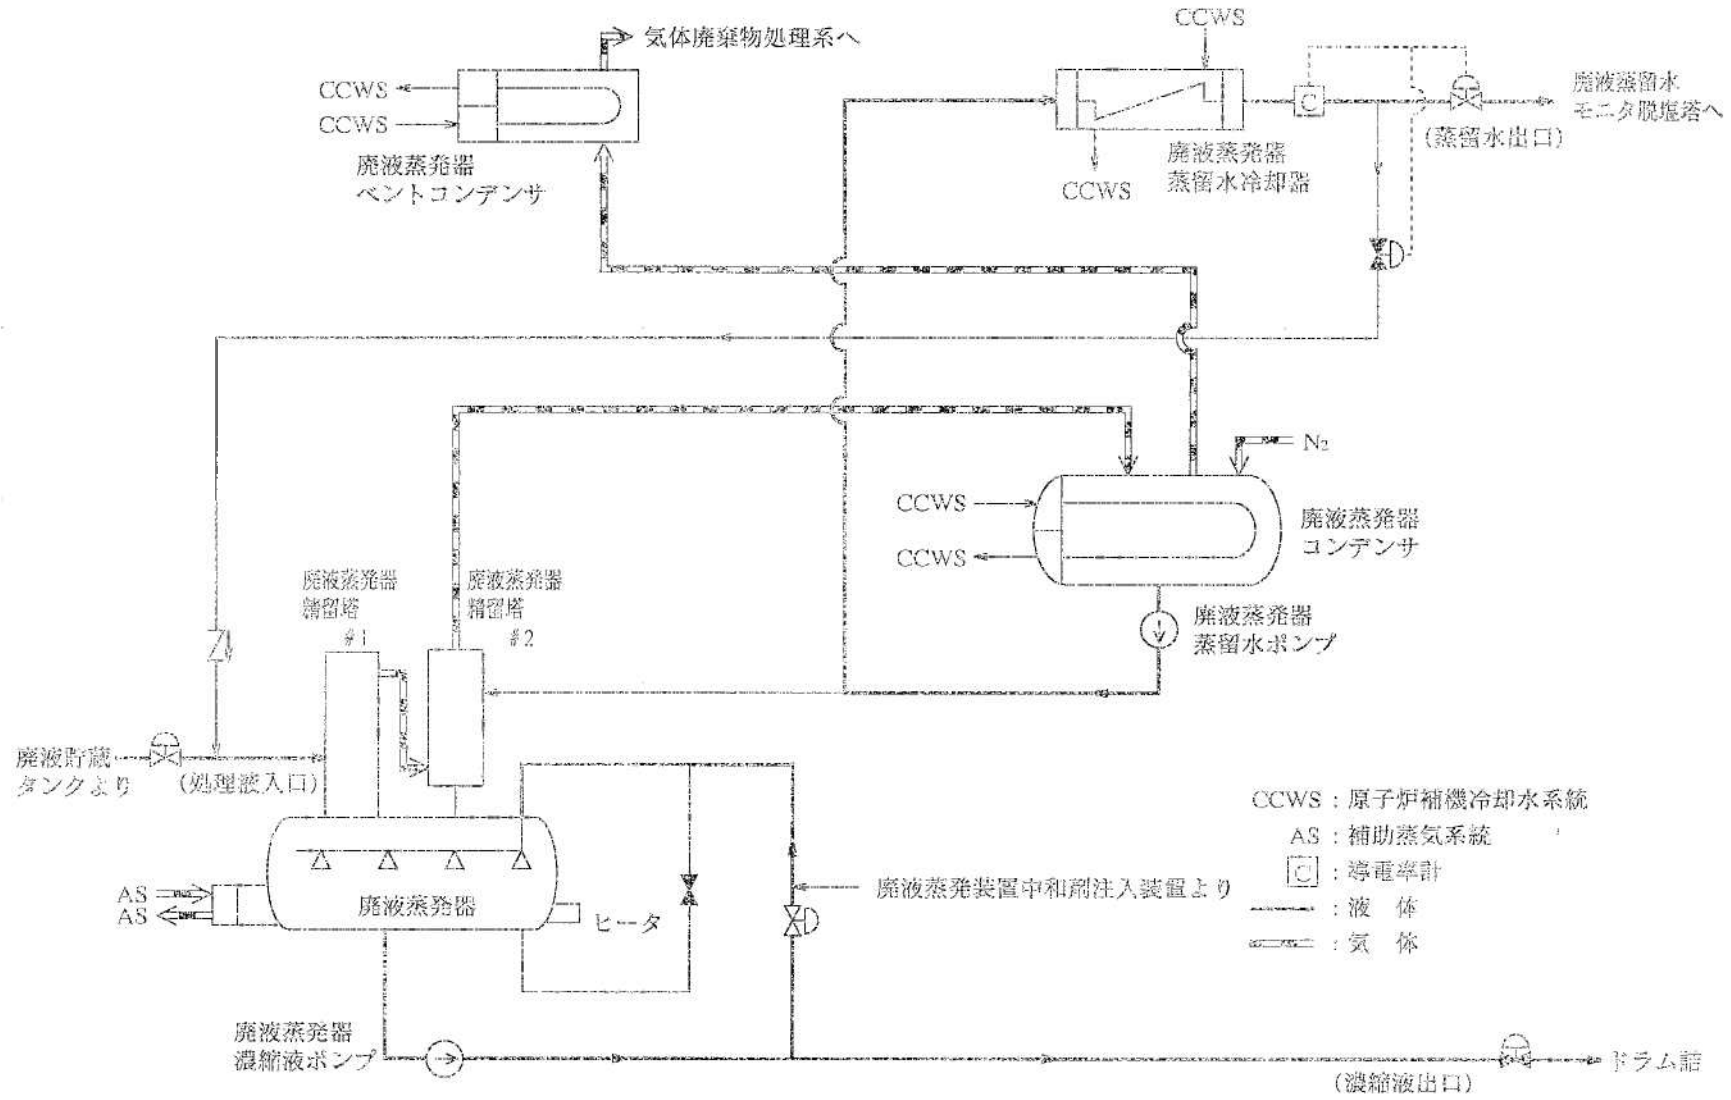 CCWS
気体廃棄物処理系へ
CCWS
CCWS
廃液蒸発器
ベントコンデンサ
C
廃液蒸留水
モニタ脱塩塔へ
(蒸留水出口)
廃液蒸発器
蒸留水冷却器
CCWS
N₂
CCWS
CCWS
廃液蒸発器
コンデンサ
廃液蒸発器
精留塔
#1
廃液蒸発器
精留塔
#2
廃液蒸発器
蒸留水ポンプ
廃液貯蔵
タンクより
(処理液入口)
AS
AS
廃液蒸発器
ヒータ
廃液蒸発装置中和剤注入装置より
CCWS : 原子炉補機冷却水系統
AS : 補助蒸気系統
C : 導電率計
: 液 体
: 気 体
廃液蒸発器
濃縮液ポンプ
(濃縮液出口)
ドラム詰